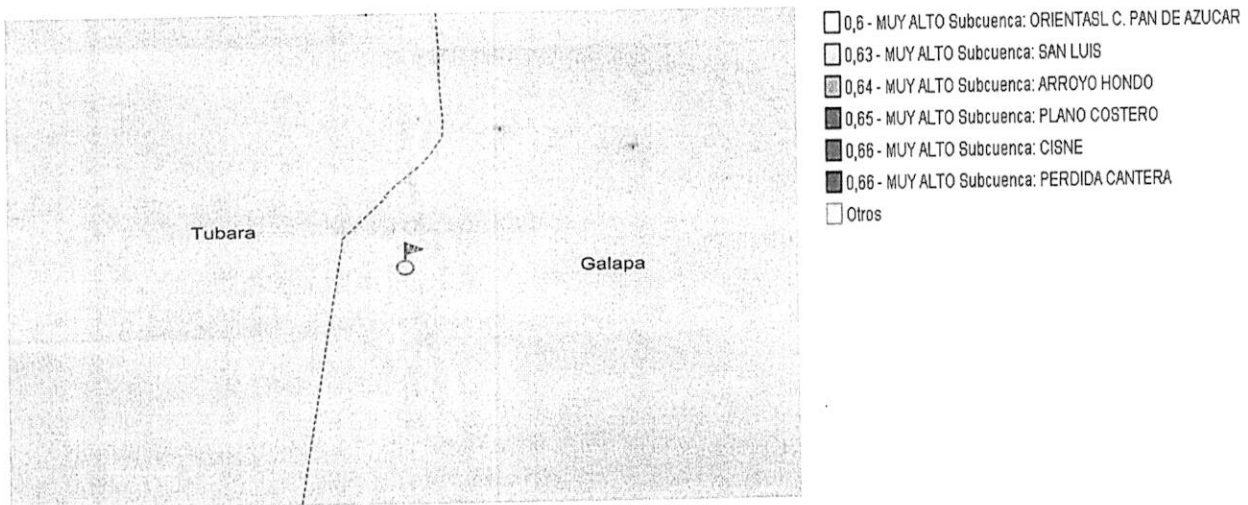 Tubara
Galapa
0,6 - MUY ALTO Subcuenca: ORIENTASL C. PAN DE AZUCAR
0,63 - MUY ALTO Subcuenca: SAN LUIS
0,64 - MUY ALTO Subcuenca: ARROYO HONDO
0,65 - MUY ALTO Subcuenca: PLANO COSTERO
0,66 - MUY ALTO Subcuenca: CISNE
0,66 - MUY ALTO Subcuenca: PERDIDA CANTERA
Otros